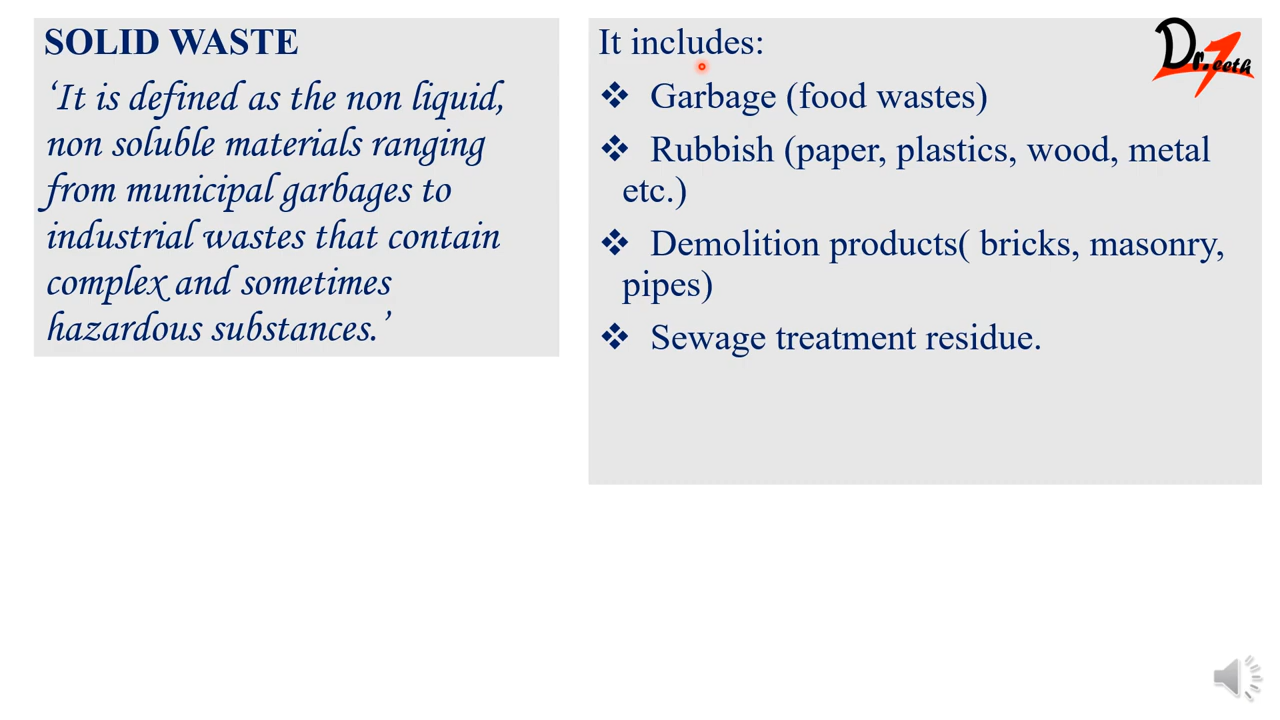 SOLID WASTE
‘It is defined as the non liquid,
non soluble materials ranging
from municipal garbages to
industrial wastes that contain
complex and sometimes
hazardous substances.’
It includes:
❖ Garbage (food wastes)
❖ Rubbish (paper, plastics, wood, metal
etc.)
❖ Demolition products( bricks, masonry,
pipes)
❖ Sewage treatment residue.
Dr. Teeth